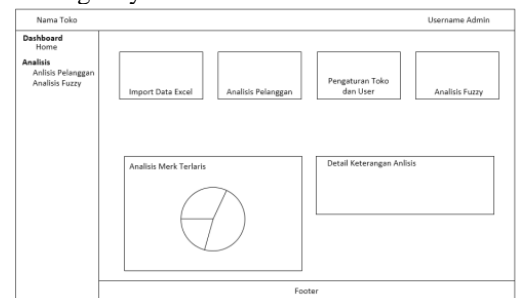 Nama Toko
Username Admin
Dashboard
Home
Analisis
Anlisis Pelanggan
Analisis Fuzzy
Import Data Excel
Analisis Pelanggan
Pengaturan Toko
dan User
Analisis Fuzzy
Analisis Merk Terlaris
Detail Keterangan Anlisis
Footer